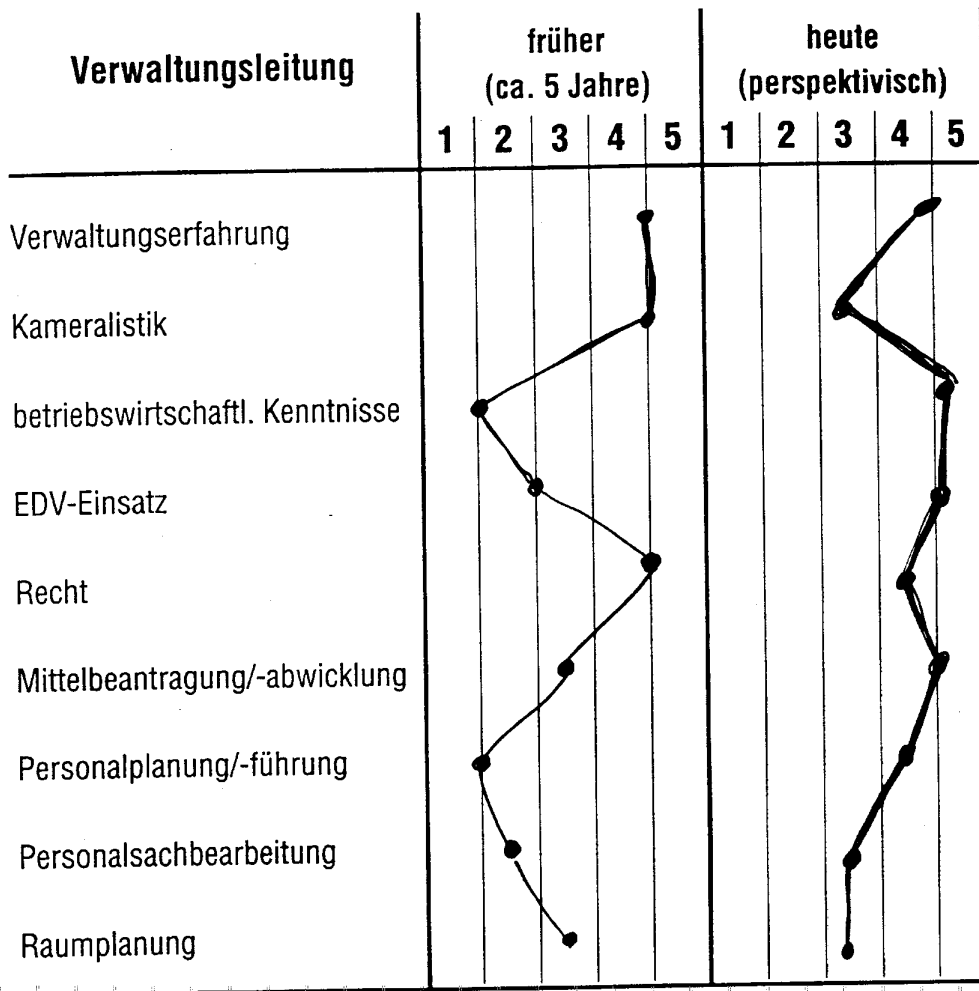 Verwaltungsleitung
früher
(ca. 5 Jahre)
heute
(perspektivisch)
1 2 3 4 5 1 2 3 4 5
Verwaltungserfahrung
Kameralistik
betriebswirtschaftl. Kenntnisse
EDV-Einsatz
Recht
Mittelbeantragung/-abwicklung
Personalplanung/-führung
Personalsachbearbeitung
Raumplanung